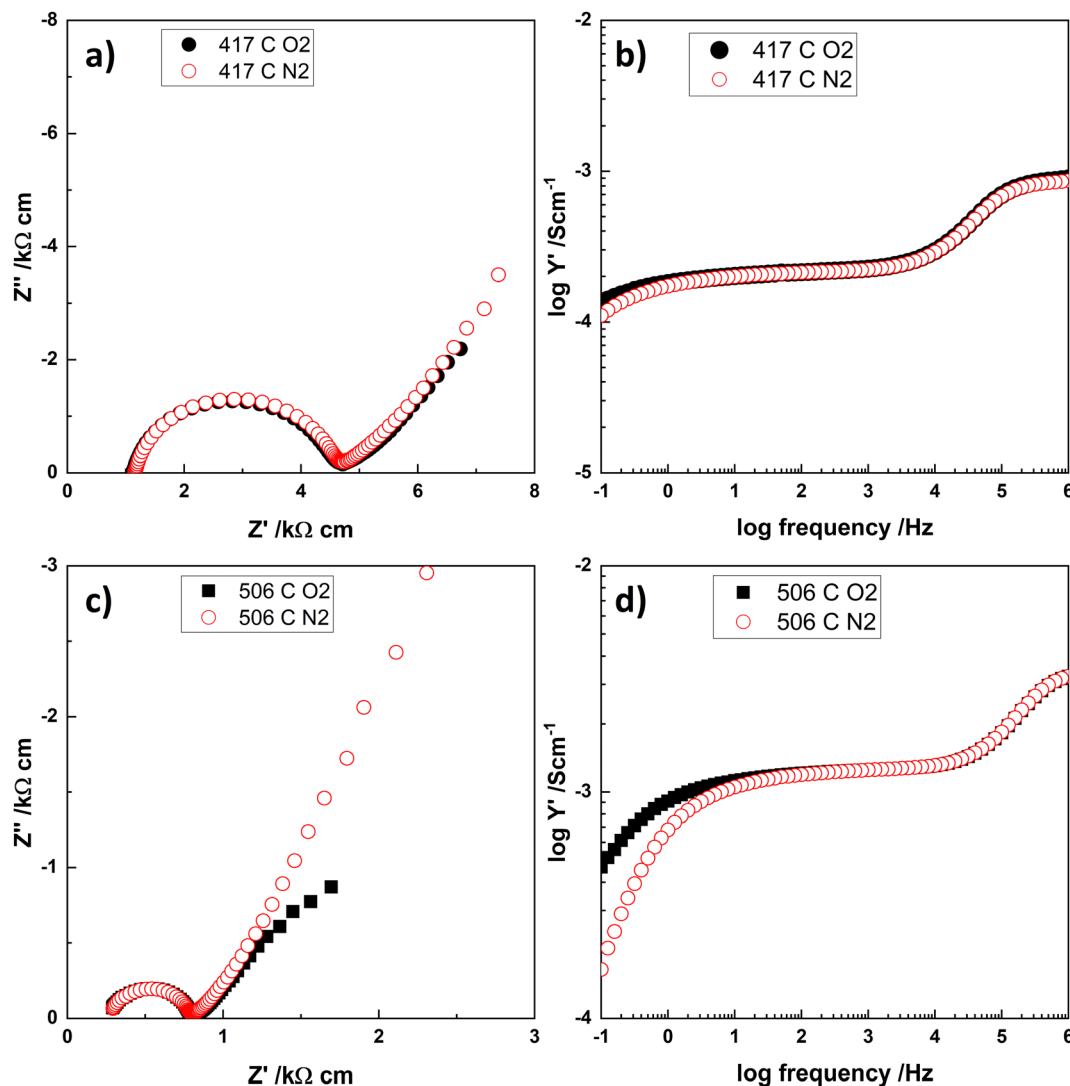 a)
417 C O2
417 C N2
-8
-6
-4
-2
0
Z'' /kΩ cm
0 2 4 6 8
Z' /kΩ cm
b)
417 C O2
417 C N2
-2
-3
-4
-5
log Y' /Scm⁻¹
-1 0 1 2 3 4 5 6
log frequency /Hz
c)
506 C O2
506 C N2
-3
-2
-1
0
Z'' /kΩ cm
0 1 2 3
Z' /kΩ cm
d)
506 C O2
506 C N2
-2
-3
-4
log Y' /Scm⁻¹
-1 0 1 2 3 4 5 6
log frequency /Hz